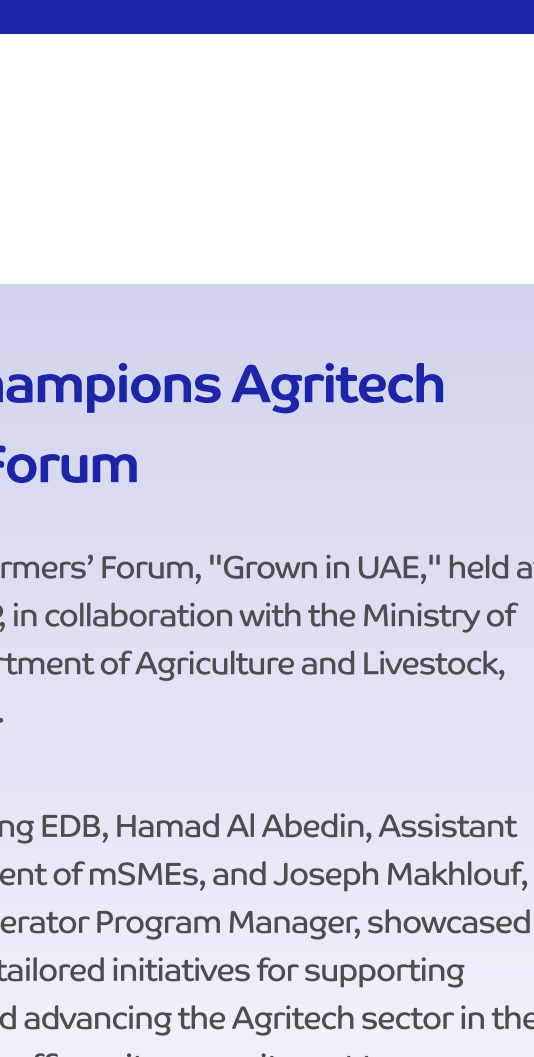 hampions Agritech
Forum
rmers’ Forum, "Grown in UAE," held a
, in collaboration with the Ministry of
rtment of Agriculture and Livestock,
.
ng EDB, Hamad Al Abedin, Assistant
ent of mSMEs, and Joseph Makhlouf,
erator Program Manager, showcased
tailored initiatives for supporting
d advancing the Agritech sector in the